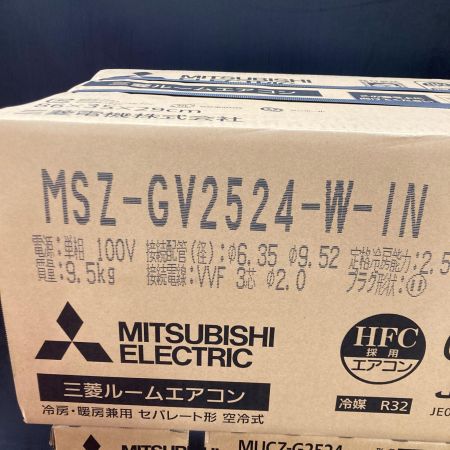 MITSUBISHI
三菱ルームエアコン
29cm
三菱電機株式会社
MSZ-GV2524-W-IN
電源:単相 100V 接続配管(径):φ6.35 φ9.52 定格冷房能力:2.5
質量:9.5kg 接続電線:VVF 3芯 φ2.0 プラグ形状:
MITSUBISHI
ELECTRIC
三菱ルームエアコン
冷房・暖房兼用 セパレート形 空冷式
HFC
採用
エアコン
冷媒 R32
MITSUBISHI
MUCZ-G2524